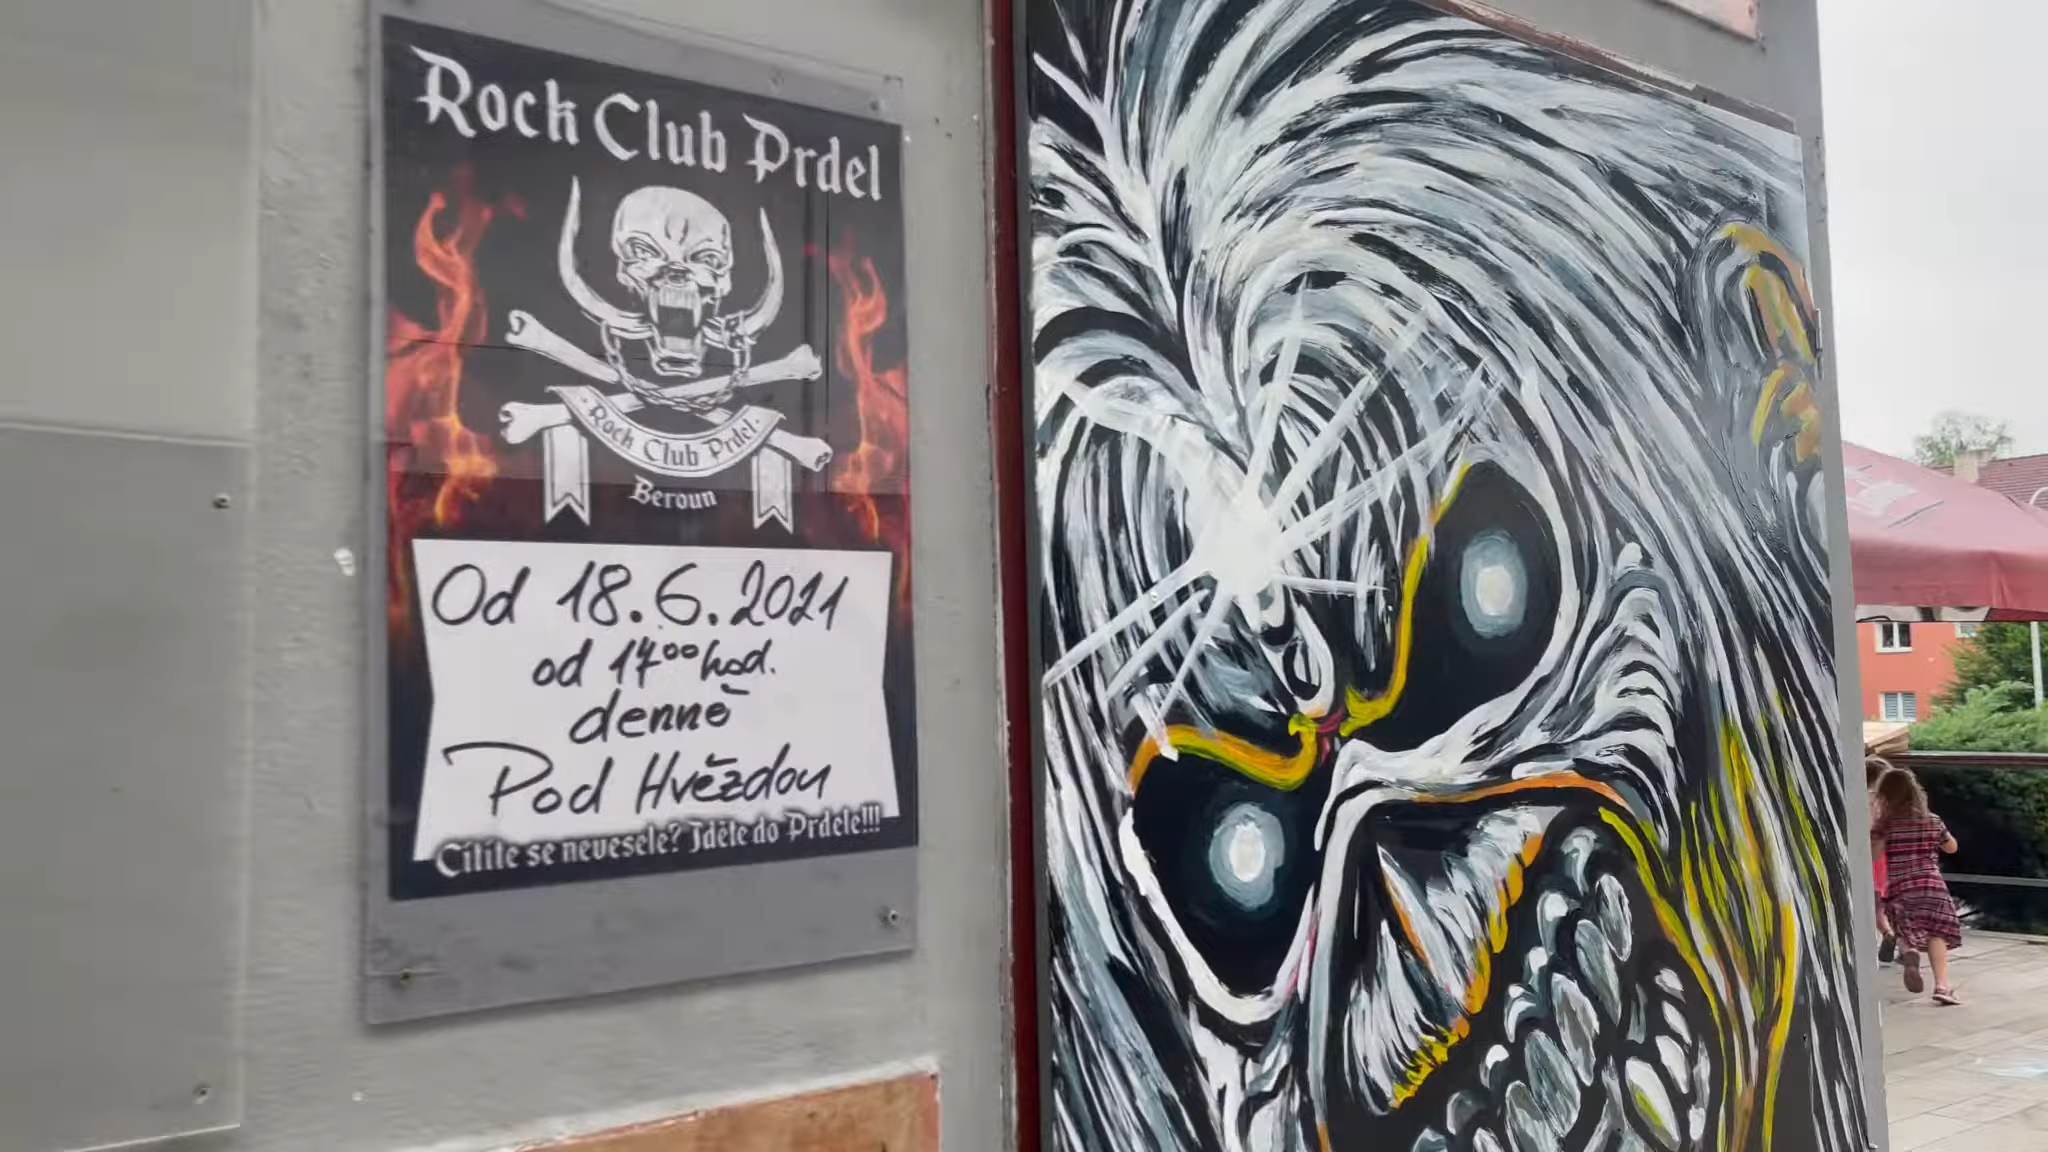 Rock Club Prdel
· Rock Club Prdel ·
Beroun
Od 18.6.2021
od 17⁰⁰ hod.
denně
Pod Hvězdou
Cítíte se nevesele? Jděte do Prdele!!!